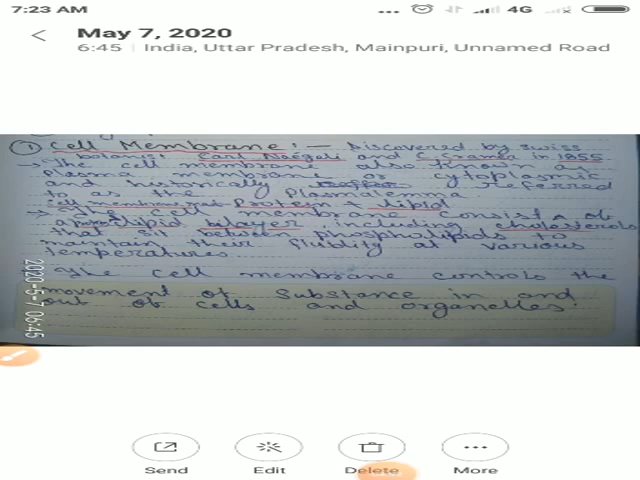 7:23 AM
4G
May 7, 2020
6:45 | India, Uttar Pradesh, Mainpuri, Unnamed Road
Cell Membrane :- Discovered by swiss
botanist Carl Naegali and C. Cramer in 1855
→ The cell membrane also known as
plasma membrane or cytoplasmic
and historically referred
to as the plasmalemma.
cell membrane Protein + lipid
→ The cell membrane consists of
a lipid bilayer, including cholesterols
that sit between phospholipids to
maintain their fluidity at various
temperatures
The cell membrane controls the
movement of substance in and
out of cells and organelles.
2020-5-7 06:45
Send
Edit
Delete
More